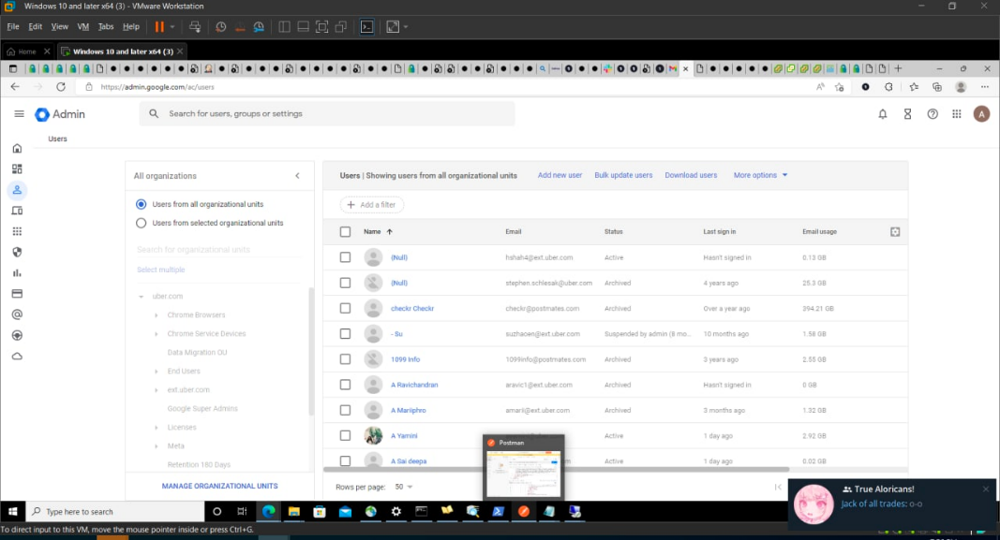 Windows 10 and later x64 (3) - VMware Workstation
File Edit View VM Tabs Help
Home
Windows 10 and later x64 (3)
https://admin.google.com/ac/users
Admin
Search for users, groups or settings
A
Users
All organizations
Users from all organizational units
Users from selected organizational units
Search for organizational units
Select multiple
uber.com
Chrome Browsers
Chrome Service Devices
Data Migration OU
End Users
ext.uber.com
Google Super Admins
Licenses
Meta
Retention 180 Days
MANAGE ORGANIZATIONAL UNITS
Users | Showing users from all organizational units Add new user Bulk update users Download users More options
Add a filter
Name Email Status Last sign in Email usage
(Null) hshah4@ext.uber.com Active Hasn't signed in 0.13 GB
(Null) stephen.schlesak@uber.com Archived 4 years ago 25.3 GB
checkr Checkr checkr@postmates.com Archived Over a year ago 394.21 GB
- Su suzhaoen@ext.uber.com Suspended by admin (8 mo... 10 months ago 1.58 GB
1099 Info 1099info@postmates.com Archived 3 years ago 2.55 GB
A Ravichandran aravic1@ext.uber.com Archived Hasn't signed in 0 GB
A Mariiphro amarii@ext.uber.com Archived 3 months ago 1.32 GB
A Yamini Active 1 day ago 2.92 GB
A Sai deepa Active 1 day ago 0.02 GB
Postman
Rows per page: 50
True Aloricans!
Jack of all trades: o-o
Type here to search
To direct input to this VM, move the mouse pointer inside or press Ctrl+G.